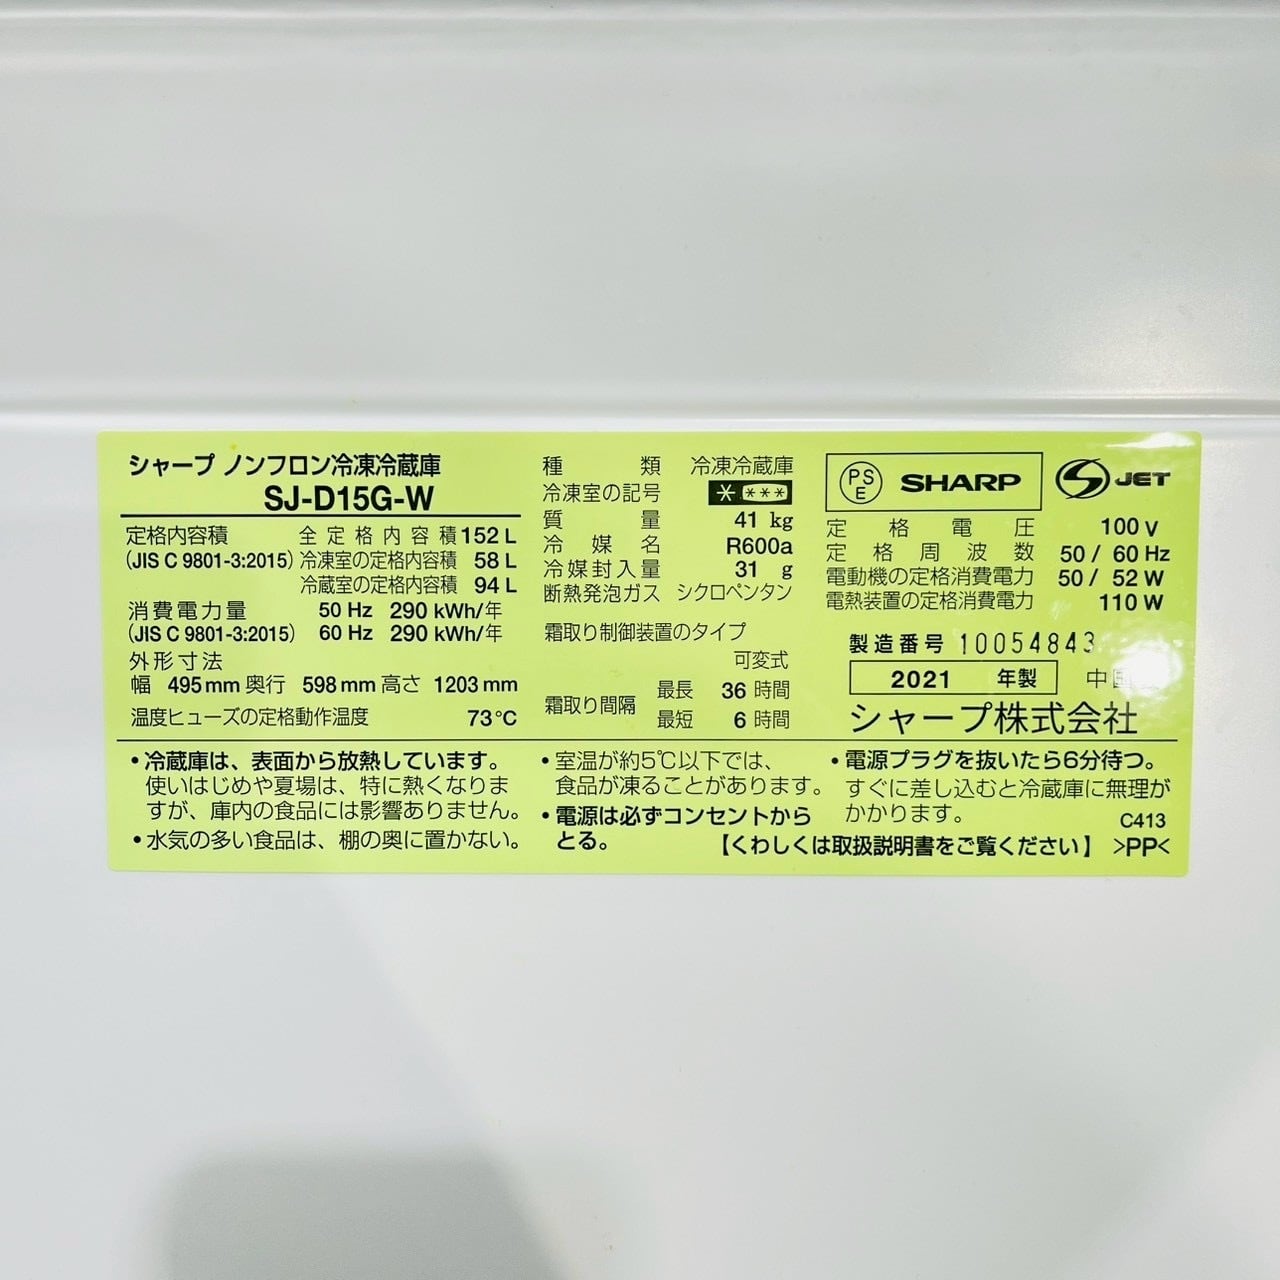 シャープ ノンフロン冷凍冷蔵庫
SJ-D15G-W
定格内容積 全定格内容積 152 L
(JIS C 9801-3:2015) 冷凍室の定格内容積 58 L
冷蔵室の定格内容積 94 L
消費電力量 50 Hz 290 kWh/年
(JIS C 9801-3:2015) 60 Hz 290 kWh/年
外形寸法
幅 495 mm 奥行 598 mm 高さ 1203 mm
温度ヒューズの定格動作温度 73℃
種類 冷凍冷蔵庫
冷凍室の記号 * ***
質量 41 kg
冷媒名 R600a
冷媒封入量 31 g
断熱発泡ガス シクロペンタン
霜取り制御装置のタイプ
可変式
霜取り間隔 最長 36 時間
最短 6 時間
PSE SHARP S JET
定格電圧 100 V
定格周波数 50 / 60 Hz
電動機の定格消費電力 50 / 52 W
電熱装置の定格消費電力 110 W
製造番号 10054843
2021 年製 中国
シャープ株式会社
•冷蔵庫は、表面から放熱しています。
使いはじめや夏場は、特に熱くなりま
すが、庫内の食品には影響ありません。
•水気の多い食品は、棚の奥に置かない。
•室温が約5℃以下では、
食品が凍ることがあります。
•電源は必ずコンセントから
とる。
•電源プラグを抜いたら6分待つ。
すぐに差し込むと冷蔵庫に無理が
かかります。
C413
【くわしくは取扱説明書をご覧ください】 >PP<